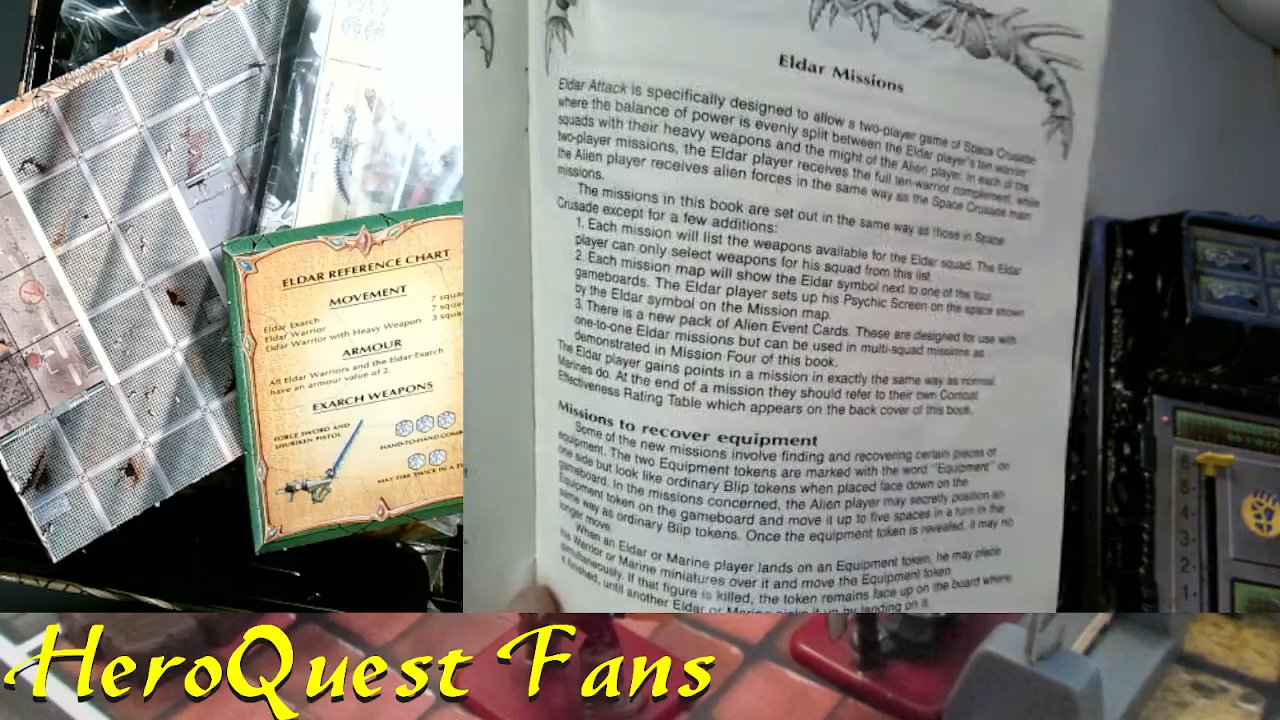 ELDAR REFERENCE CHART
MOVEMENT
Eldar Exarch 7
Eldar Warrior 7
Eldar Warrior with Heavy Weapon 3
ARMOUR
All Eldar Warriors and the Eldar Exarch
have an armour value of 2.
EXARCH WEAPONS
FORCE SWORD AND
SHURIKEN PISTOL
HAND-TO-HAND
MAY FIRE TWICE IN A
Eldar Missions
Eldar Attack is specifically designed to allow a two-player game of Space Crusade
where the balance of power is evenly split between the Eldar player's ten warrior
squads with their heavy weapons and the might of the Alien player. In each of the
two-player missions, the Eldar player receives the full ten-warrior complement, while
the Alien player receives alien forces in the same way as the Space Crusade main
missions.
The missions in this book are set out in the same way as those in Space
Crusade except for a few additions:
1. Each mission will list the weapons available for the Eldar squad. The Eldar
player can only select weapons for his squad from this list.
2. Each mission map will show the Eldar symbol next to one of the four
gameboards. The Eldar player sets up his Psychic Screen on the space shown
by the Eldar symbol on the Mission map.
3. There is a new pack of Alien Event Cards. These are designed for use with
one-to-one Eldar missions but can be used in multi-squad missions as
demonstrated in Mission Four of this book.
The Eldar player gains points in a mission in exactly the same way as normal
Marines do. At the end of a mission they should refer to their own Combat
Effectiveness Rating Table which appears on the back cover of this book.
Missions to recover equipment
Some of the new missions involve finding and recovering certain pieces of
equipment. The two Equipment tokens are marked with the word "Equipment" on
one side but look like ordinary Blip tokens when placed face down on the
gameboard. In the missions concerned, the Alien player may secretly position an
Equipment token on the gameboard and move it up to five spaces in a turn in the
same way as ordinary Blip tokens. Once the equipment token is revealed, it may no
longer move.
When an Eldar or Marine player lands on an Equipment token, he may place
his Warrior or Marine miniatures over it and move the Equipment token
simultaneously. If that figure is killed, the token remains face up on the board where
it finished, until another Eldar or Marine picks it up by landing on it.
6
5
4
3
2
1
HeroQuest Fans